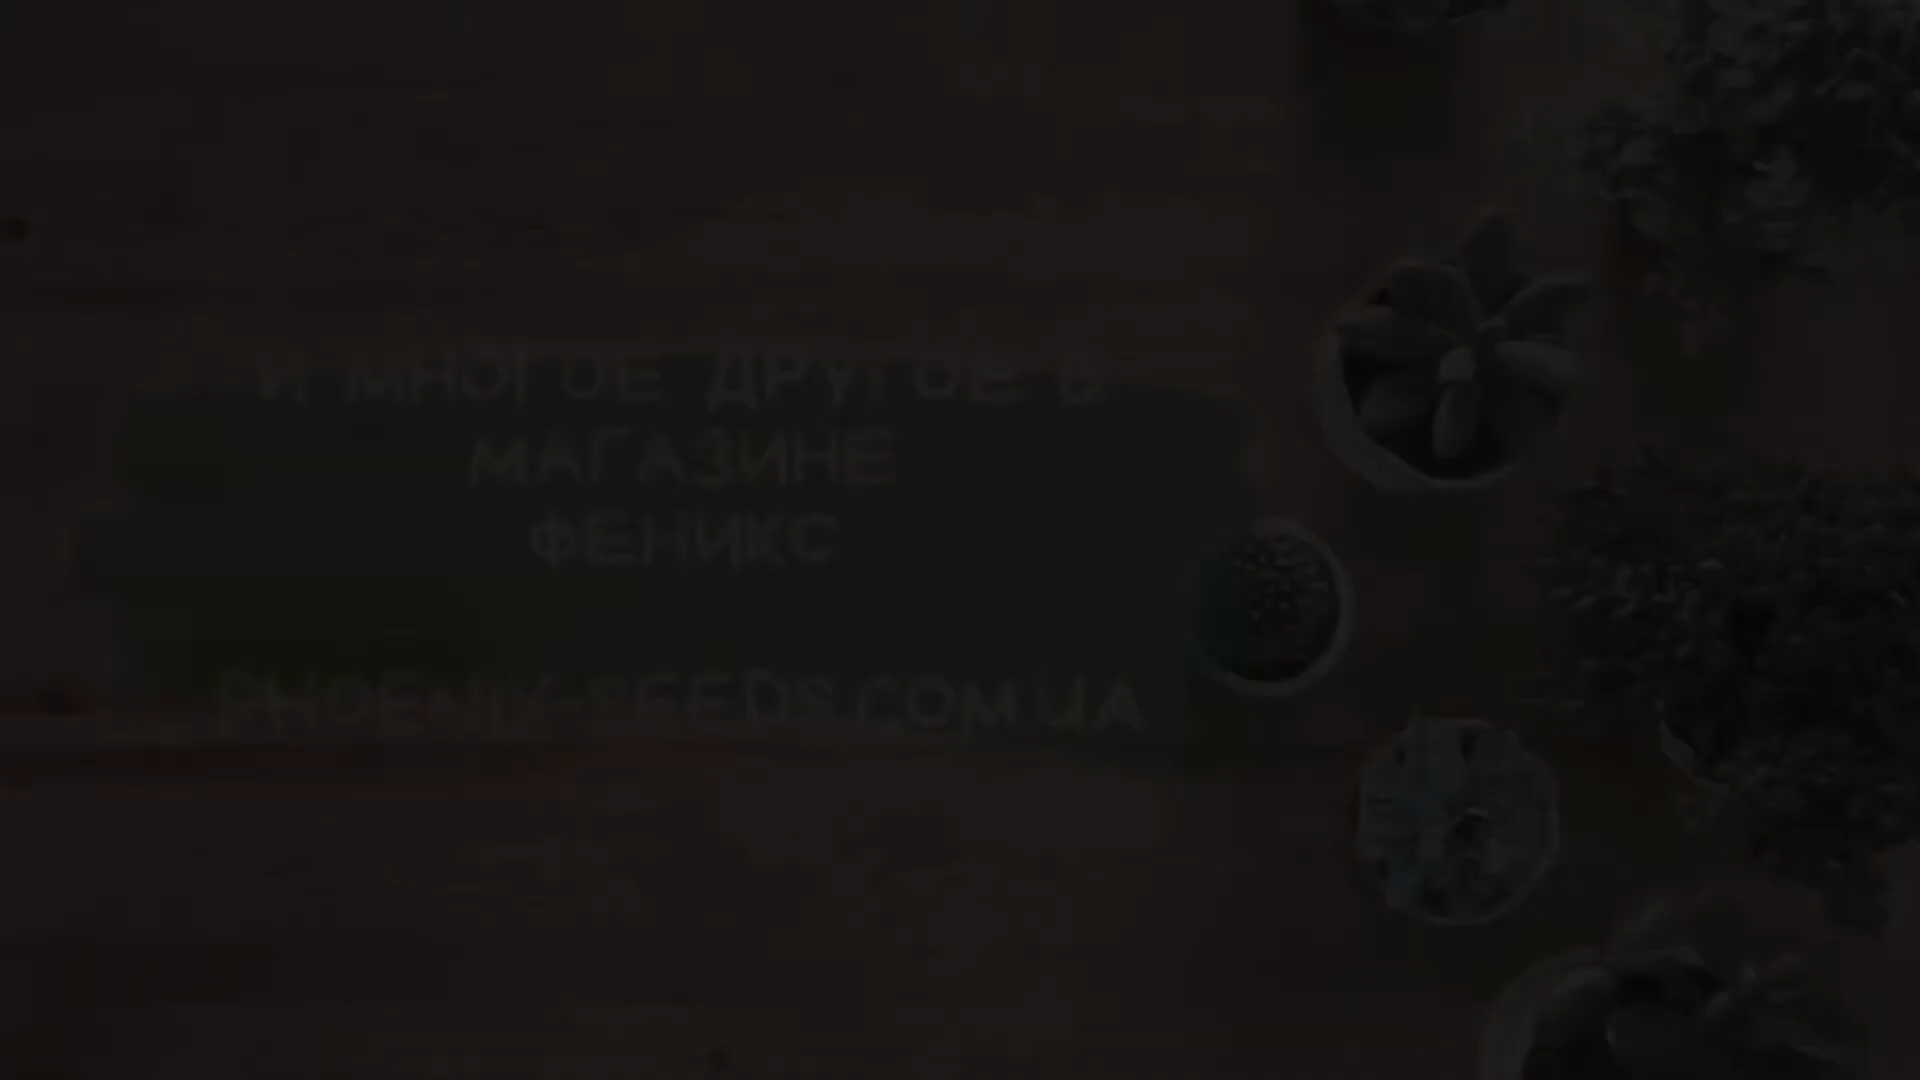 И МНОГОЕ ДРУГОЕ В
МАГАЗИНЕ
ФЕНИКС
PHOENIX-SEEDS.COM.UA